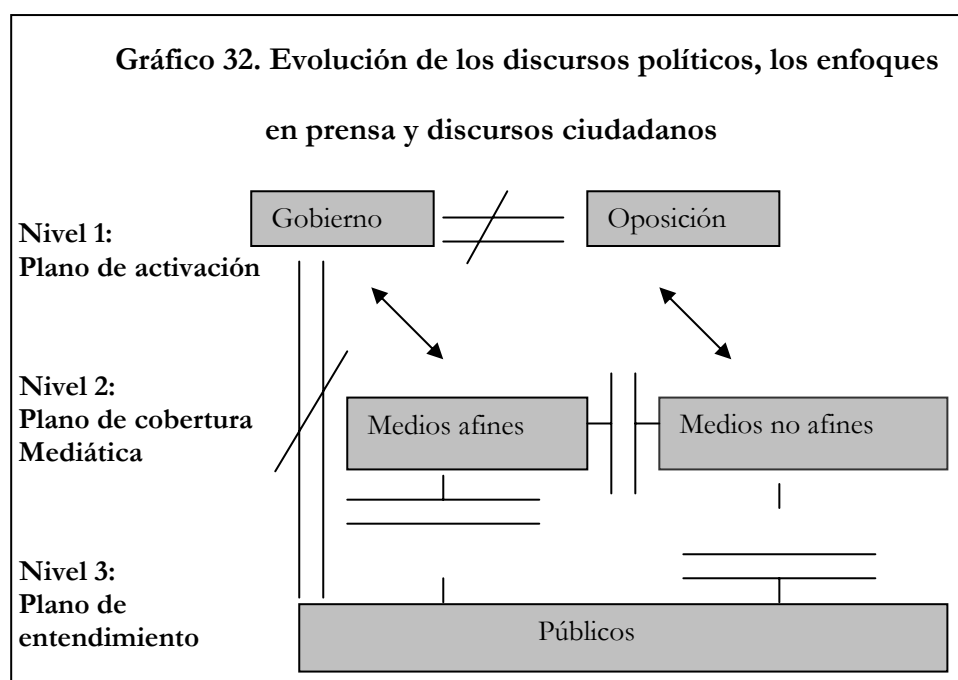 Gráfico 32. Evolución de los discursos políticos, los enfoques
en prensa y discursos ciudadanos
Gobierno
Oposición
Nivel 1:
Plano de activación
Nivel 2:
Plano de cobertura
Mediática
Medios afines
Medios no afines
Nivel 3:
Plano de
entendimiento
Públicos